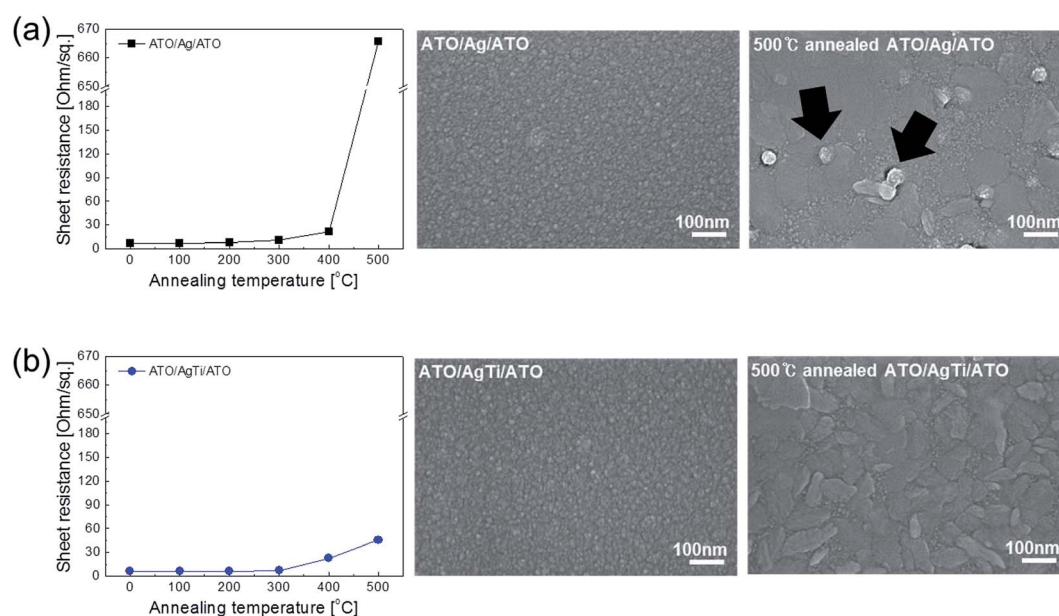 (a)
670
660
650
180
150
120
90
60
30
0
Sheet resistance [Ohm/sq.]
ATO/Ag/ATO
0 100 200 300 400 500
Annealing temperature [°C]
ATO/Ag/ATO
100nm
500℃ annealed ATO/Ag/ATO
100nm
(b)
670
660
650
180
150
120
90
60
30
0
Sheet resistance [Ohm/sq.]
ATO/AgTi/ATO
0 100 200 300 400 500
Annealing temperature [°C]
ATO/AgTi/ATO
100nm
500℃ annealed ATO/AgTi/ATO
100nm